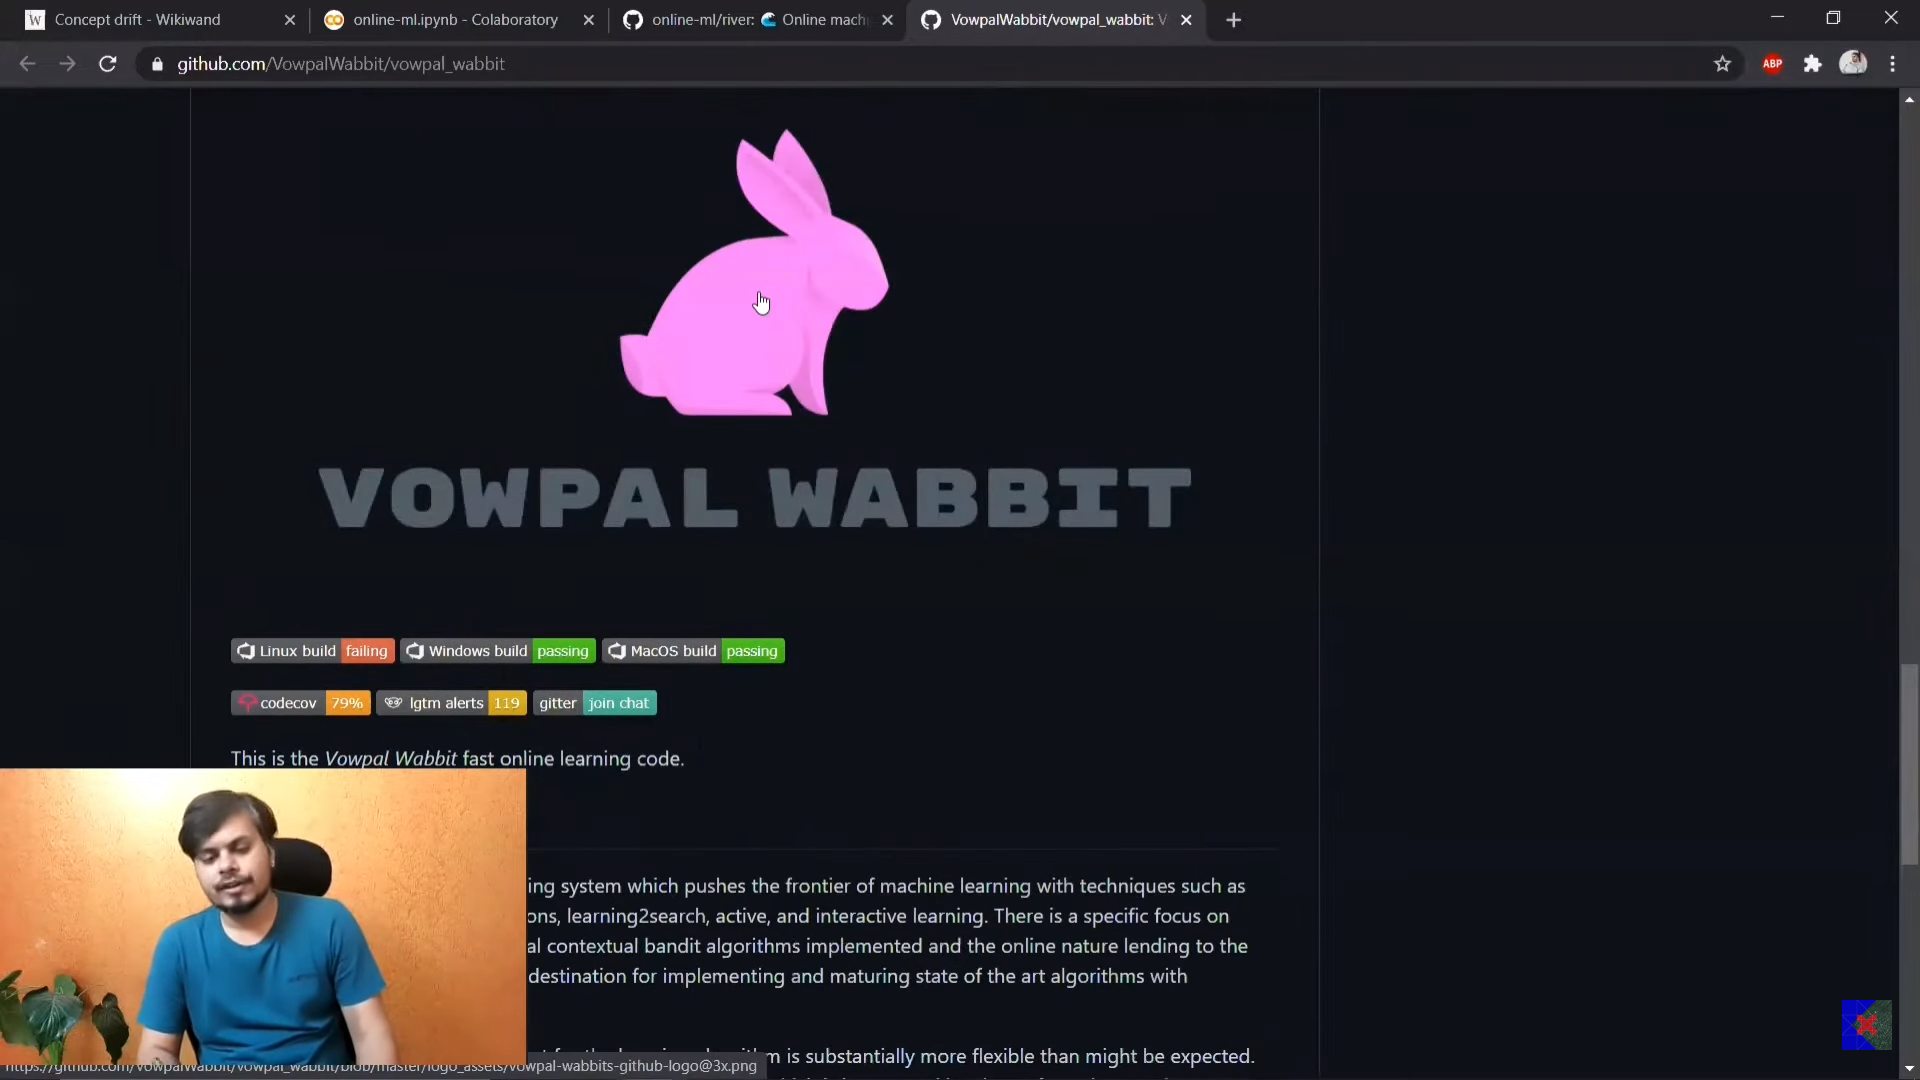 Concept drift - Wikiwand
online-ml.ipynb - Colaboratory
online-ml/river: 🌊 Online mach
VowpalWabbit/vowpal_wabbit: V
github.com/VowpalWabbit/vowpal_wabbit
ABP
VOWPAL WABBIT
Linux build failing Windows build passing MacOS build passing
codecov 79% lgtm alerts 119 gitter join chat
This is the Vowpal Wabbit fast online learning code.
ing system which pushes the frontier of machine learning with techniques such as
ons, learning2search, active, and interactive learning. There is a specific focus on
al contextual bandit algorithms implemented and the online nature lending to the
destination for implementing and maturing state of the art algorithms with
m is substantially more flexible than might be expected.
https://github.com/VowpalWabbit/vowpal_wabbit/blob/master/logo_assets/vowpal-wabbits-github-logo@3x.png